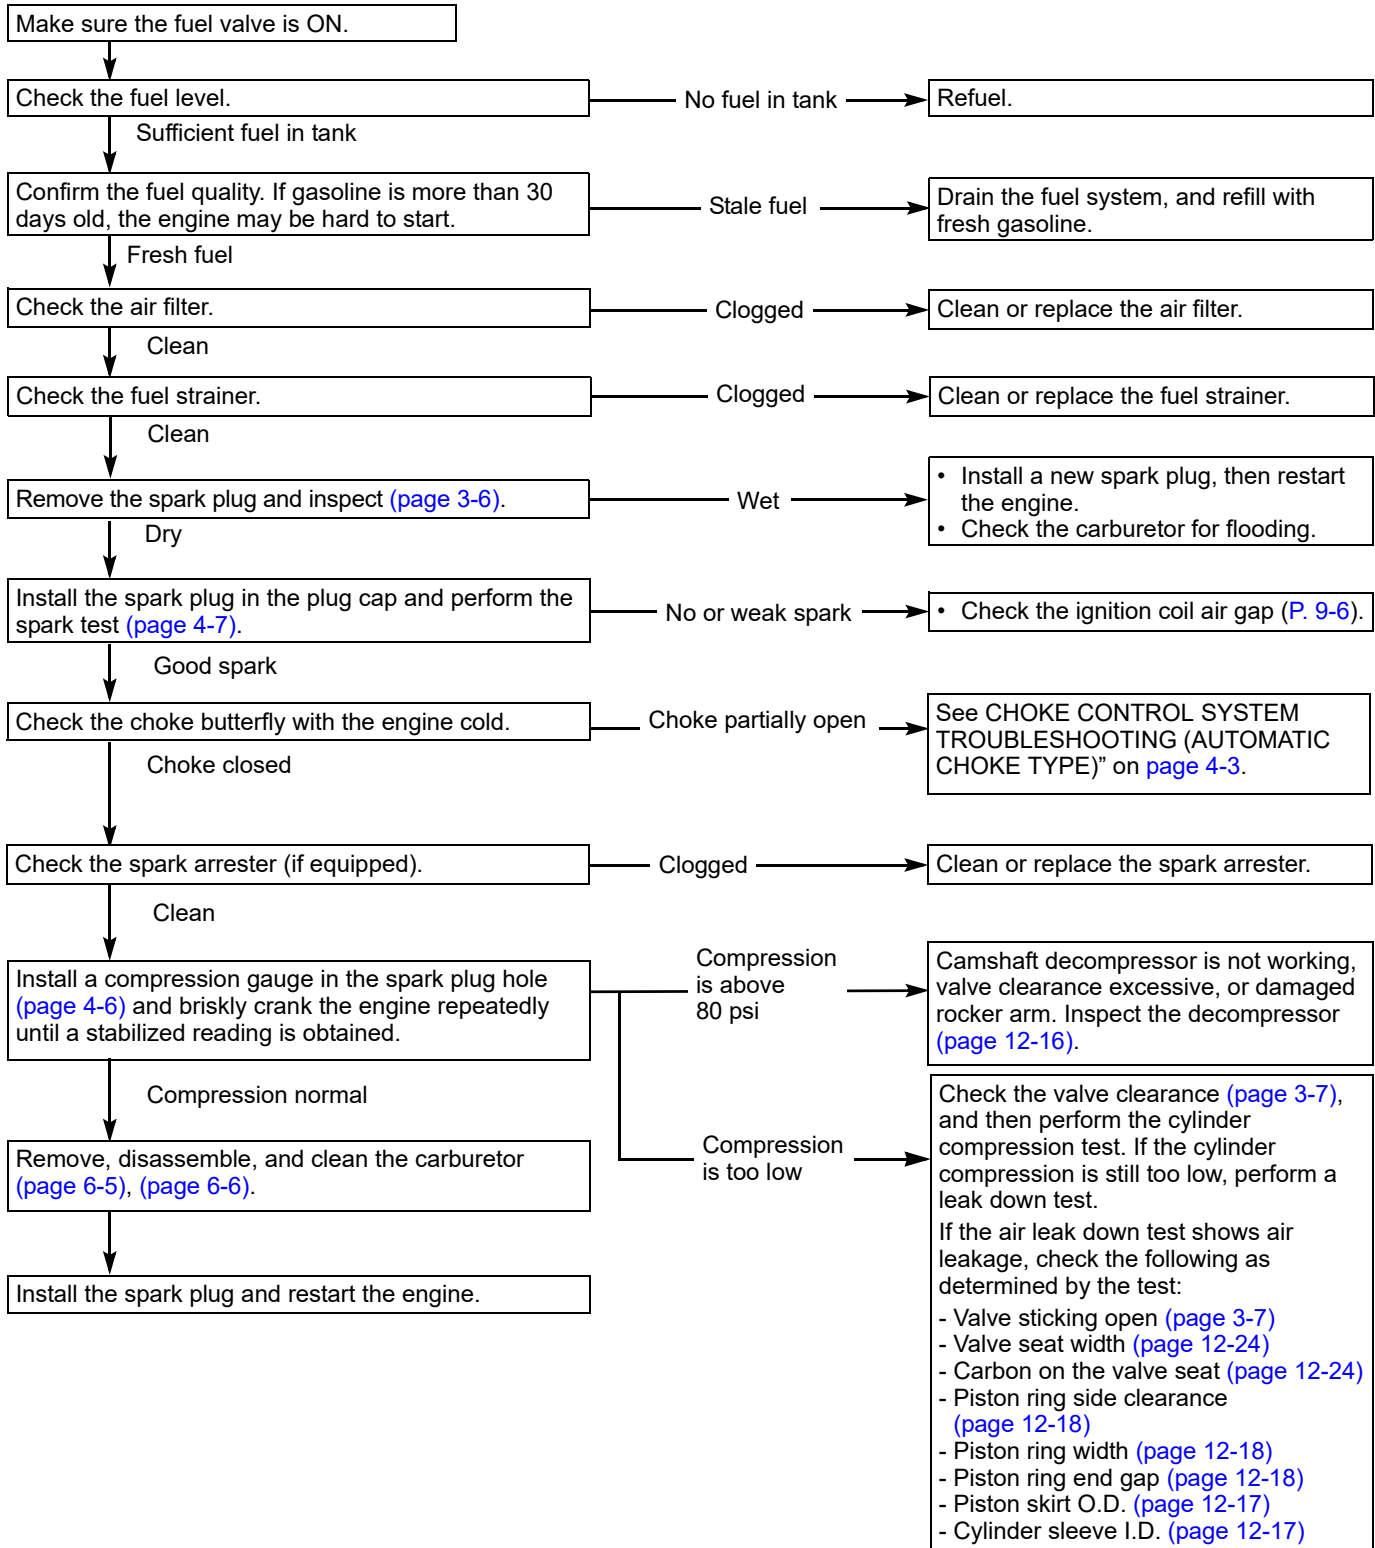 Make sure the fuel valve is ON.
Check the fuel level.
No fuel in tank
Refuel.
Sufficient fuel in tank
Confirm the fuel quality. If gasoline is more than 30
days old, the engine may be hard to start.
Stale fuel
Drain the fuel system, and refill with
fresh gasoline.
Fresh fuel
Check the air filter.
Clogged
Clean or replace the air filter.
Clean
Check the fuel strainer.
Clogged
Clean or replace the fuel strainer.
Clean
Remove the spark plug and inspect (page 3-6).
Wet
• Install a new spark plug, then restart
the engine.
• Check the carburetor for flooding.
Dry
Install the spark plug in the plug cap and perform the
spark test (page 4-7).
No or weak spark
• Check the ignition coil air gap (P. 9-6).
Good spark
Check the choke butterfly with the engine cold.
Choke partially open
See CHOKE CONTROL SYSTEM
TROUBLESHOOTING (AUTOMATIC
CHOKE TYPE)” on page 4-3.
Choke closed
Check the spark arrester (if equipped).
Clogged
Clean or replace the spark arrester.
Clean
Install a compression gauge in the spark plug hole
(page 4-6) and briskly crank the engine repeatedly
until a stabilized reading is obtained.
Compression
is above
80 psi
Camshaft decompressor is not working,
valve clearance excessive, or damaged
rocker arm. Inspect the decompressor
(page 12-16).
Compression normal
Compression
is too low
Check the valve clearance (page 3-7),
and then perform the cylinder
compression test. If the cylinder
compression is still too low, perform a
leak down test.
If the air leak down test shows air
leakage, check the following as
determined by the test:
- Valve sticking open (page 3-7)
- Valve seat width (page 12-24)
- Carbon on the valve seat (page 12-24)
- Piston ring side clearance
(page 12-18)
- Piston ring width (page 12-18)
- Piston ring end gap (page 12-18)
- Piston skirt O.D. (page 12-17)
- Cylinder sleeve I.D. (page 12-17)
Remove, disassemble, and clean the carburetor
(page 6-5), (page 6-6).
Install the spark plug and restart the engine.